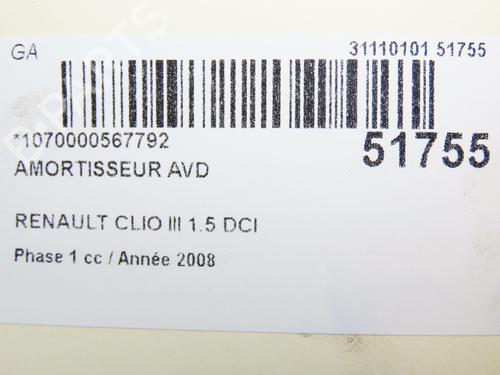 GA 31110101 51755
*1070000567792 51755
AMORTISSEUR AVD
RENAULT CLIO III 1.5 DCI
Phase 1 cc / Année 2008